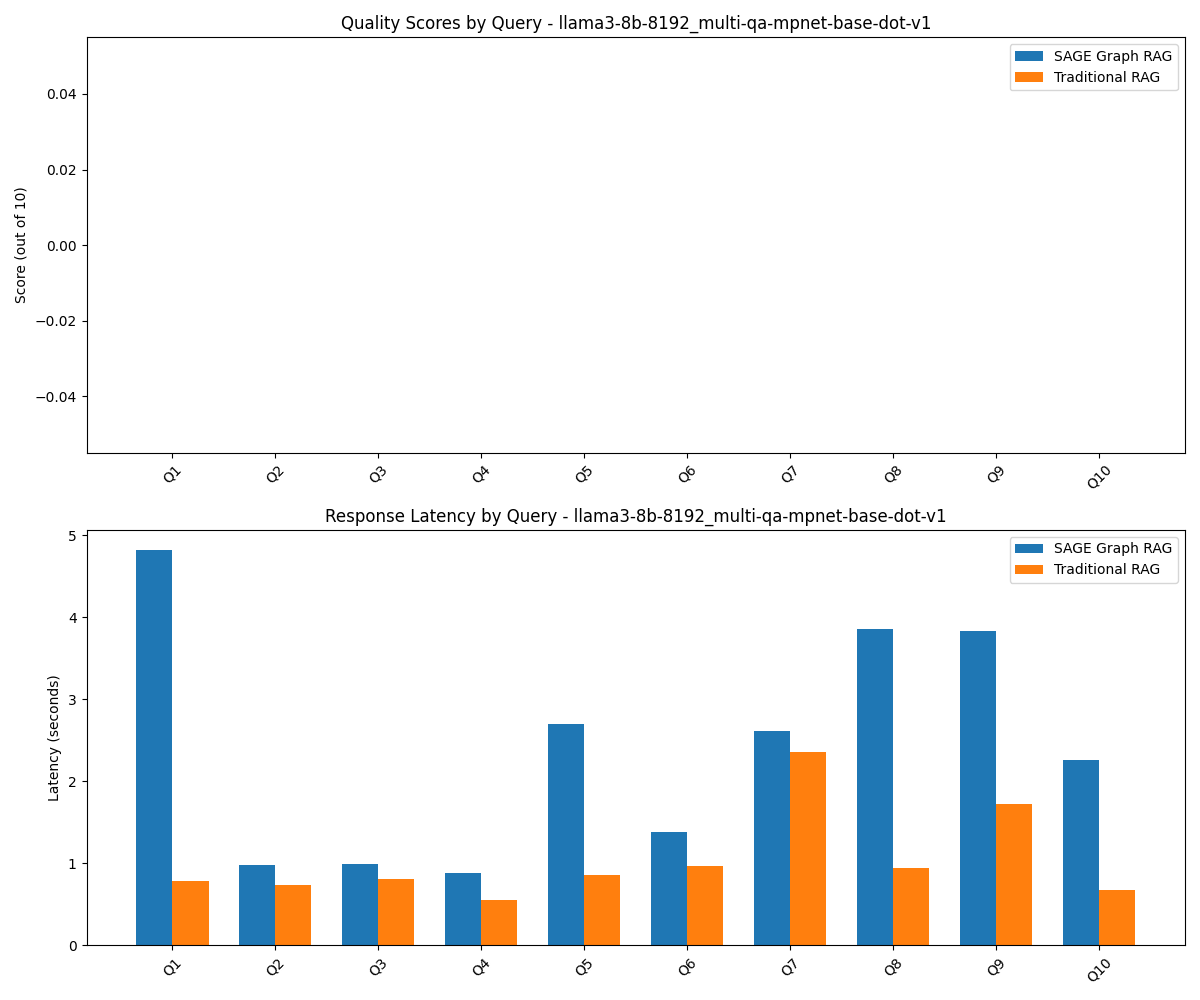 Quality Scores by Query - llama3-8b-8192_multi-qa-mpnet-base-dot-v1
SAGE Graph RAG
Traditional RAG
Score (out of 10)
0.04
0.02
0.00
−0.02
−0.04
Q1 Q2 Q3 Q4 Q5 Q6 Q7 Q8 Q9 Q10
Response Latency by Query - llama3-8b-8192_multi-qa-mpnet-base-dot-v1
SAGE Graph RAG
Traditional RAG
Latency (seconds)
5
4
3
2
1
0
Q1 Q2 Q3 Q4 Q5 Q6 Q7 Q8 Q9 Q10